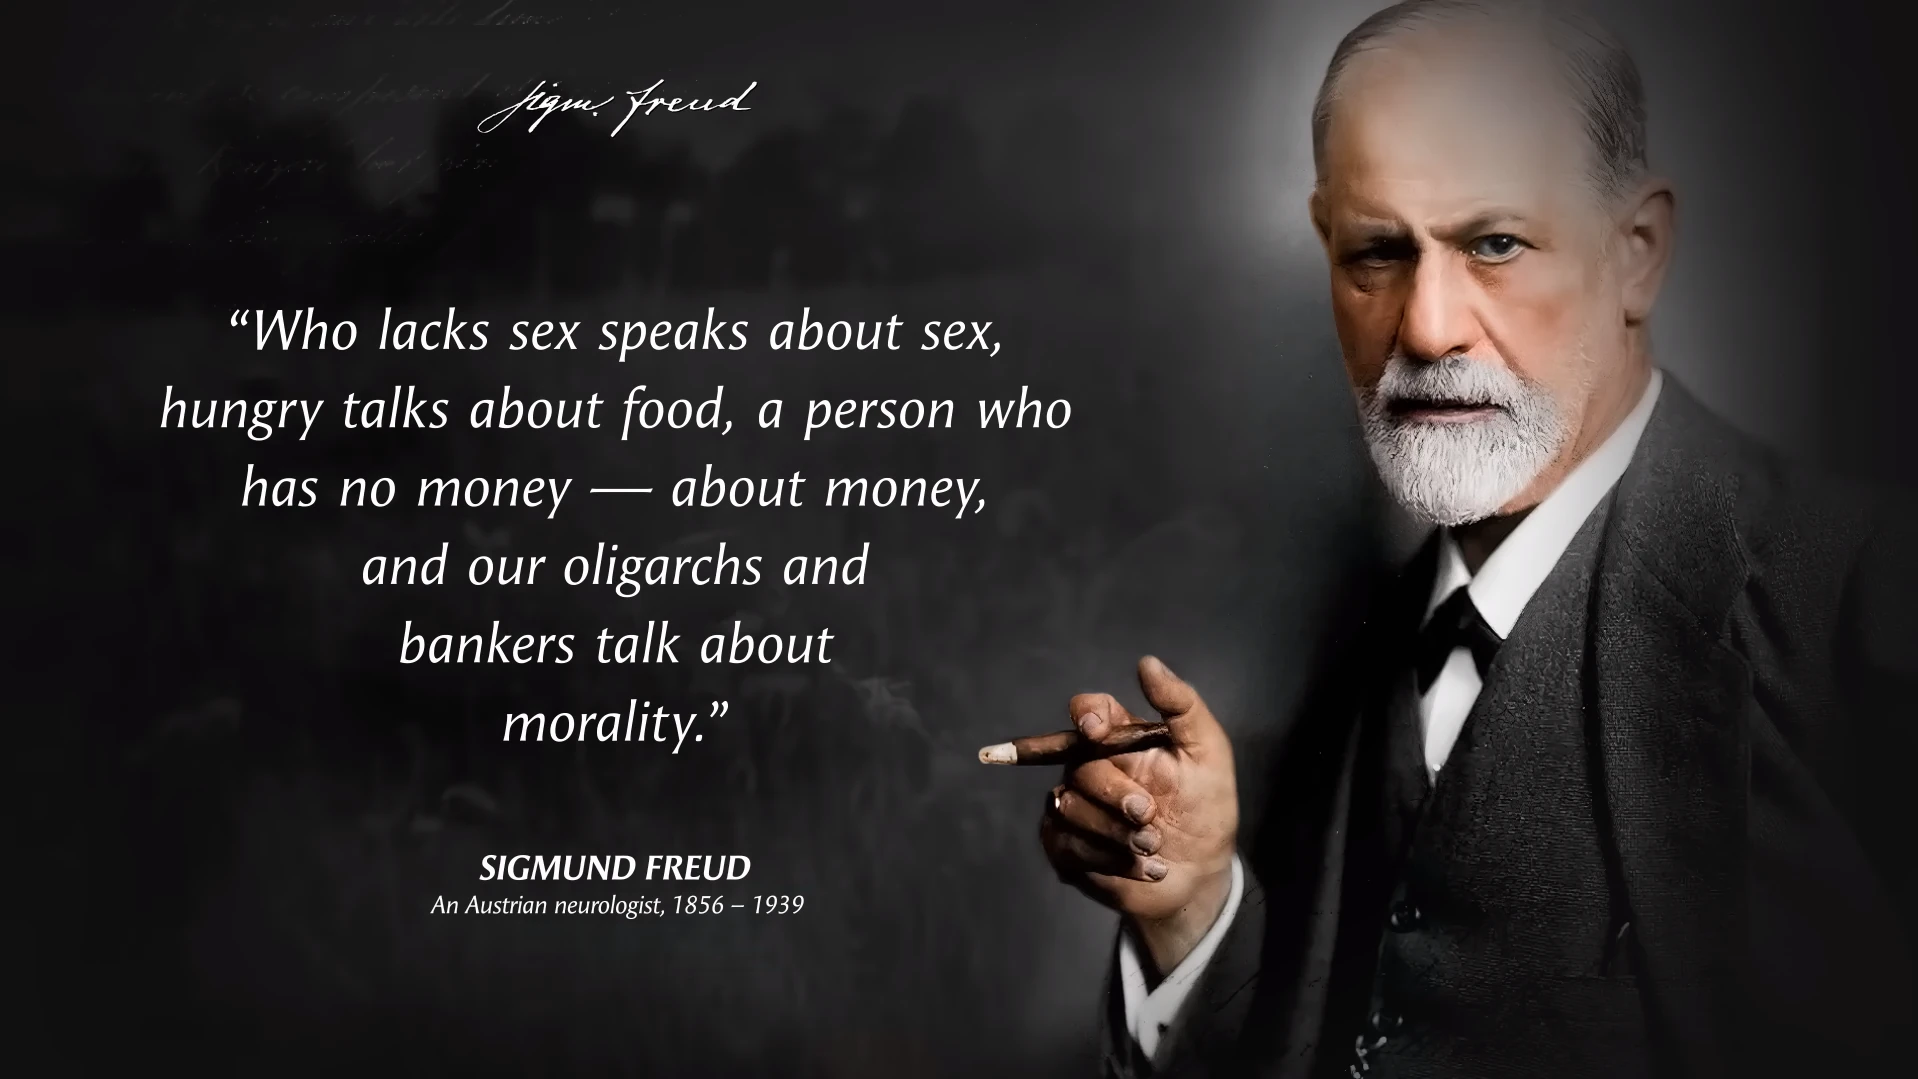 Sigm. Freud
“Who lacks sex speaks about sex,
hungry talks about food, a person who
has no money — about money,
and our oligarchs and
bankers talk about
morality.”
SIGMUND FREUD
An Austrian neurologist, 1856 – 1939